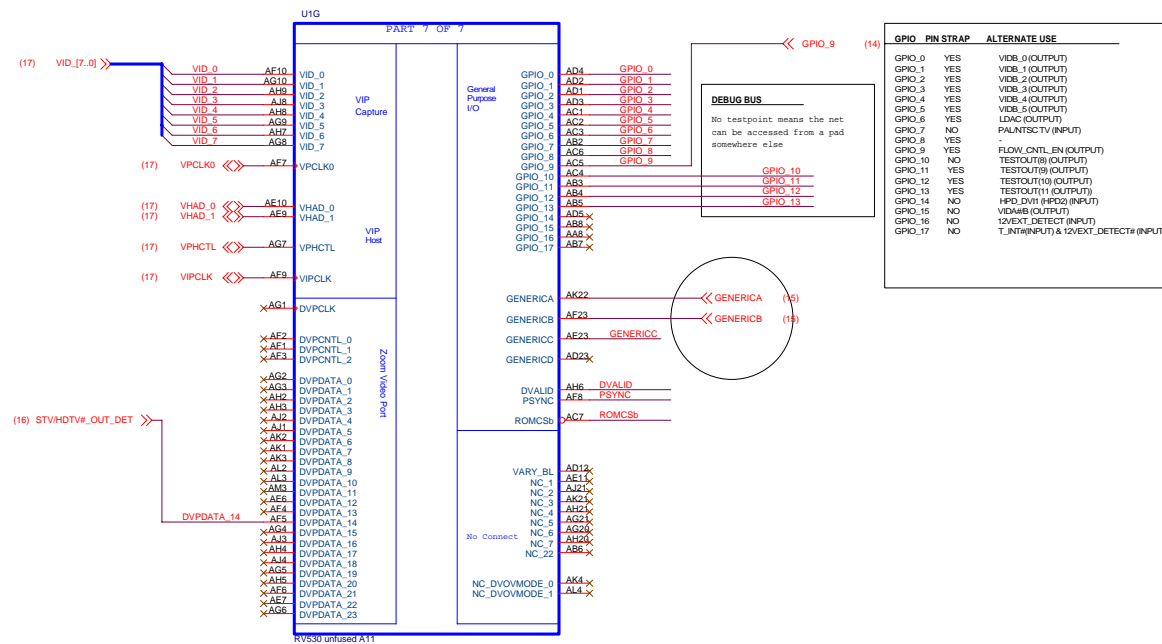 U1G
PART 7 OF 7
(17) VID_[7..0]
VID_0 AF10 VID_0
VID_1 AG10 VID_1
VID_2 AH9 VID_2
VID_3 AJ8 VID_3
VID_4 AH8 VID_4
VID_5 AG9 VID_5
VID_6 AH7 VID_6
VID_7 AG8 VID_7
VIP
Capture
(17) VPCLK0 AF7 VPCLK0
(17) VHAD_0 AE10 VHAD_0
(17) VHAD_1 AE9 VHAD_1
VIP
Host
(17) VPHCTL AG7 VPHCTL
(17) VIPCLK AF9 VIPCLK
AG1 DVPCLK
AF2 DVPCNTL_0
AF1 DVPCNTL_1
AF3 DVPCNTL_2
Zoom Video Port
AG2 DVPDATA_0
AG3 DVPDATA_1
AH2 DVPDATA_2
AH3 DVPDATA_3
AJ2 DVPDATA_4
AJ1 DVPDATA_5
AK2 DVPDATA_6
AK1 DVPDATA_7
AK3 DVPDATA_8
AL2 DVPDATA_9
AL3 DVPDATA_10
AM3 DVPDATA_11
AE6 DVPDATA_12
AF4 DVPDATA_13
(16) STV/HDTV#_OUT_DET
DVPDATA_14 AF5 DVPDATA_14
AG4 DVPDATA_15
AJ3 DVPDATA_16
AH4 DVPDATA_17
AJ4 DVPDATA_18
AG5 DVPDATA_19
AH5 DVPDATA_20
AF6 DVPDATA_21
AE7 DVPDATA_22
AG6 DVPDATA_23
RV530 unfused A11
General
Purpose
I/O
GPIO_0 AD4 GPIO_0
GPIO_1 AD2 GPIO_1
GPIO_2 AD1 GPIO_2
GPIO_3 AD3 GPIO_3
GPIO_4 AC1 GPIO_4
GPIO_5 AC2 GPIO_5
GPIO_6 AC3 GPIO_6
GPIO_7 AB2 GPIO_7
GPIO_8 AC6 GPIO_8
GPIO_9 AC5 GPIO_9
GPIO_10 AC4 GPIO_10
GPIO_11 AB3 GPIO_11
GPIO_12 AB4 GPIO_12
GPIO_13 AB5 GPIO_13
GPIO_14 AD5
GPIO_15 AB8
GPIO_16 AA8
GPIO_17 AB7
GENERICA AK22 GENERICA (15)
GENERICB AF23 GENERICB (15)
GENERICC AE23 GENERICC
GENERICD AD23
DVALID AH6 DVALID
PSYNC AF8 PSYNC
ROMCSb AC7 ROMCSb
No Connect
VARY_BL AD12
NC_1 AE11
NC_2 AJ21
NC_3 AK21
NC_4 AH21
NC_5 AG21
NC_6 AG20
NC_7 AH20
NC_22 AB6
NC_DVOVMODE_0 AK4
NC_DVOVMODE_1 AL4
GPIO_9 (14)
DEBUG BUS
No testpoint means the net
can be accessed from a pad
somewhere else
GPIO PIN STRAP ALTERNATE USE
GPIO_0 YES VIDB_0 (OUTPUT)
GPIO_1 YES VIDB_1 (OUTPUT)
GPIO_2 YES VIDB_2 (OUTPUT)
GPIO_3 YES VIDB_3 (OUTPUT)
GPIO_4 YES VIDB_4 (OUTPUT)
GPIO_5 YES VIDB_5 (OUTPUT)
GPIO_6 YES LDAC (OUTPUT)
GPIO_7 NO PAL/NTSC TV (INPUT)
GPIO_8 YES -
GPIO_9 YES FLOW_CNTL_EN (OUTPUT)
GPIO_10 NO TESTOUT(8) (OUTPUT)
GPIO_11 YES TESTOUT(9) (OUTPUT)
GPIO_12 YES TESTOUT(10) (OUTPUT)
GPIO_13 YES TESTOUT(11 (OUTPUT))
GPIO_14 NO HPD_DVI1 (HPD2) (INPUT)
GPIO_15 NO VIDA#/B (OUTPUT)
GPIO_16 NO 12VEXT_DETECT (INPUT)
GPIO_17 NO T_INT#(INPUT) & 12VEXT_DETECT# (INPUT